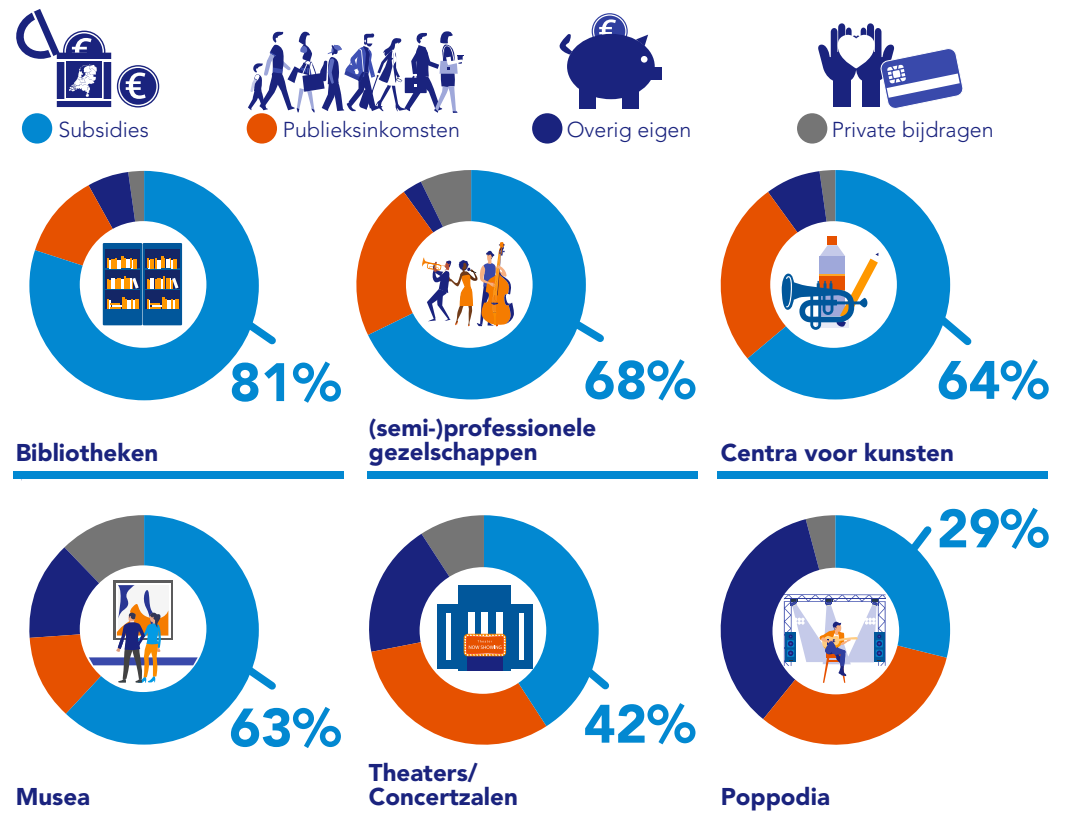 Subsidies
Publieksinkomsten
Overig eigen
Private bijdragen
81%
68%
64%
Bibliotheken
(semi-)professionele
gezelschappen
Centra voor kunsten
29%
Theater
NOW SHOWING
63%
42%
Musea
Theaters/
Concertzalen
Poppodia